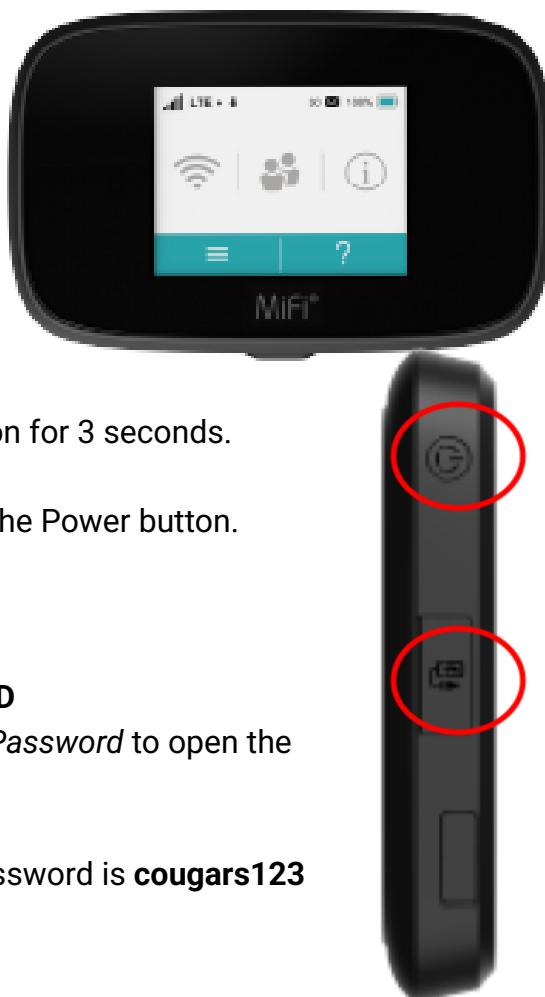 LTE
100%
?
MiFi®
on for 3 seconds.
he Power button.
D
Password to open the
ssword is cougars123